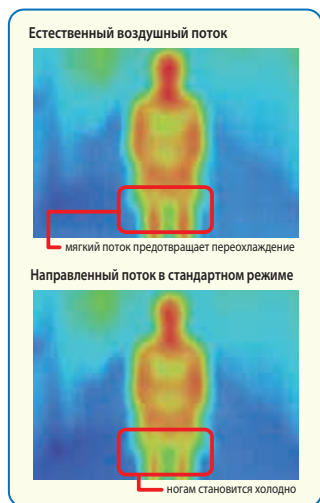 Естественный воздушный поток
мягкий поток предотвращает переохлаждение
Направленный поток в стандартном режиме
ногам становится холодно